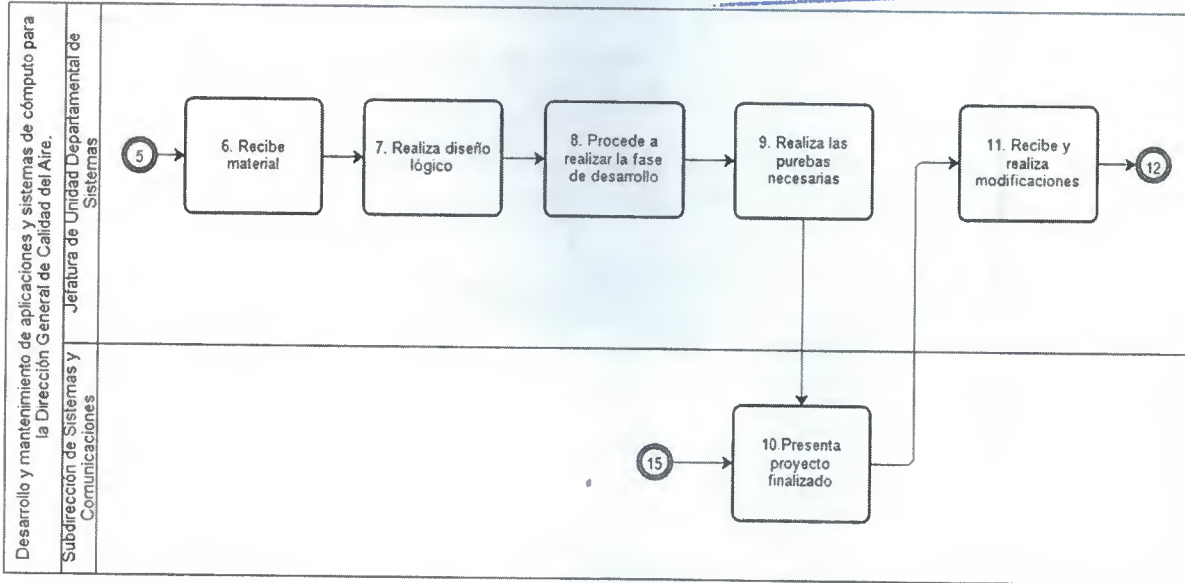 Desarrollo y mantenimiento de aplicaciones y sistemas de cómputo para
la Dirección General de Calidad del Aire.
Jefatura de Unidad Departamental de
Sistemas
5
6. Recibe
material
7. Realiza diseño
lógico
8. Procede a
realizar la fase
de desarrollo
9. Realiza las
purebas
necesarias
11. Recibe y
realiza
modificaciones
12
Subdirección de Sistemas y
Comunicaciones
15
10.Presenta
proyecto
finalizado